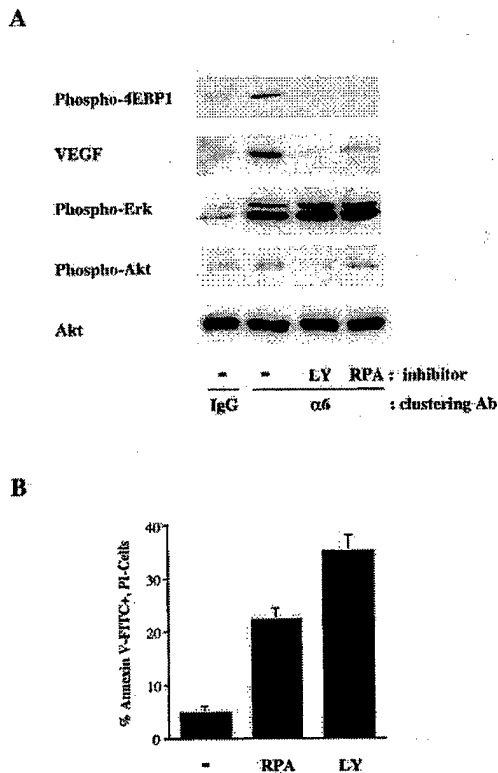 A
Phospho-4EBP1
VEGF
Phospho-Erk
Phospho-Akt
Akt
- - LY RPA : inhibitor
IgG α6 : clustering Ab
B
% Annexin V-FITC+, PI-Cells
40
30
20
10
0
- RPA LY